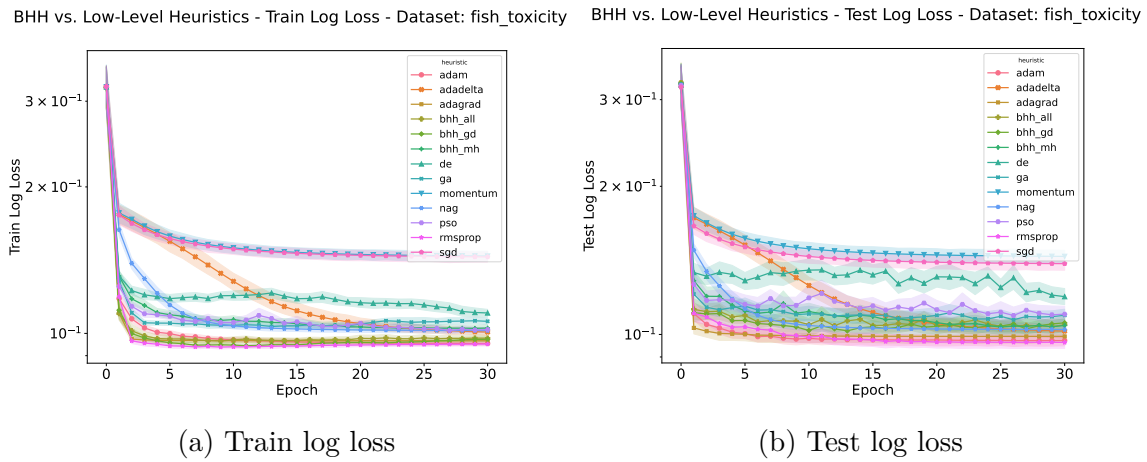 BHH vs. Low-Level Heuristics - Train Log Loss - Dataset: fish_toxicity
Train Log Loss
3 × 10⁻¹
2 × 10⁻¹
10⁻¹
heuristic
adam
adadelta
adagrad
bhh_all
bhh_gd
bhh_mh
de
ga
momentum
nag
pso
rmsprop
sgd
0 5 10 15 20 25 30
Epoch
(a) Train log loss
BHH vs. Low-Level Heuristics - Test Log Loss - Dataset: fish_toxicity
Test Log Loss
3 × 10⁻¹
2 × 10⁻¹
10⁻¹
heuristic
adam
adadelta
adagrad
bhh_all
bhh_gd
bhh_mh
de
ga
momentum
nag
pso
rmsprop
sgd
0 5 10 15 20 25 30
Epoch
(b) Test log loss